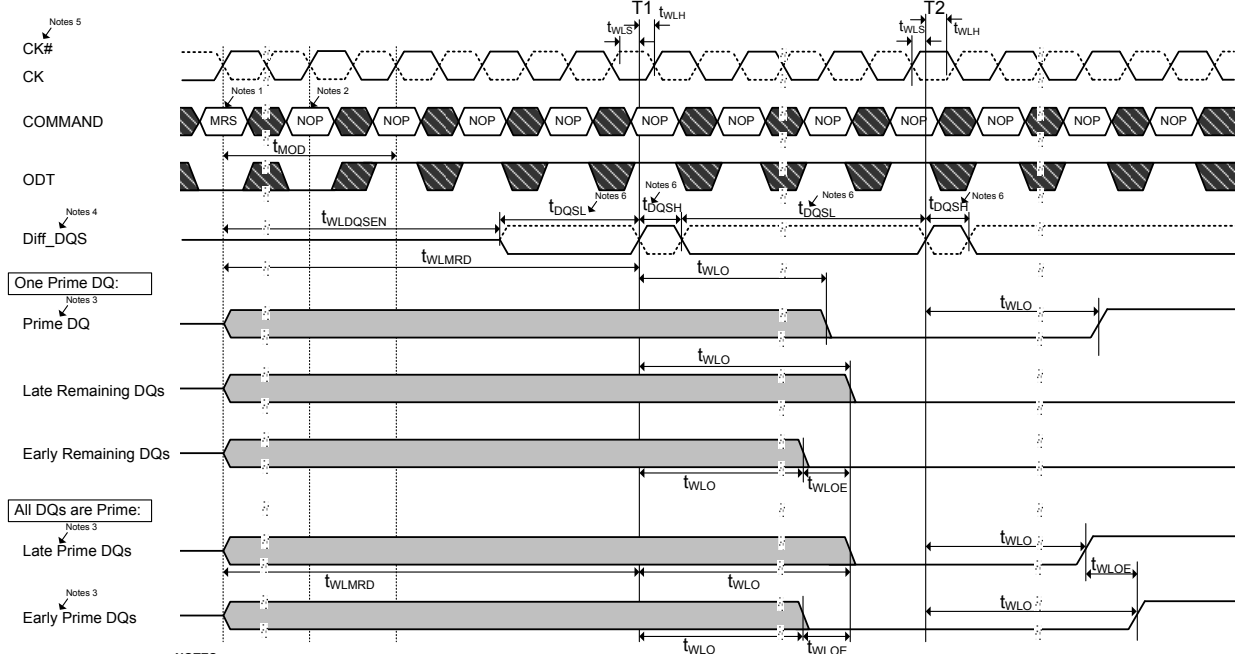 T1
T2
Notes 5
tWLS
tWLH
tWLS
tWLH
CK#
CK
Notes 1
Notes 2
COMMAND
MRS
NOP
NOP
NOP
NOP
NOP
NOP
NOP
NOP
NOP
NOP
NOP
tMOD
ODT
Notes 4
Diff_DQS
tWLDQSEN
Notes 6
tDQSL
Notes 6
tDQSH
Notes 6
tDQSL
Notes 6
tDQSH
tWLMRD
tWLO
One Prime DQ:
Notes 3
Prime DQ
tWLO
tWLO
Late Remaining DQs
Early Remaining DQs
tWLO
tWLOE
All DQs are Prime:
Notes 3
Late Prime DQs
tWLO
tWLOE
tWLMRD
tWLO
Notes 3
Early Prime DQs
tWLO
tWLO
tWLOE